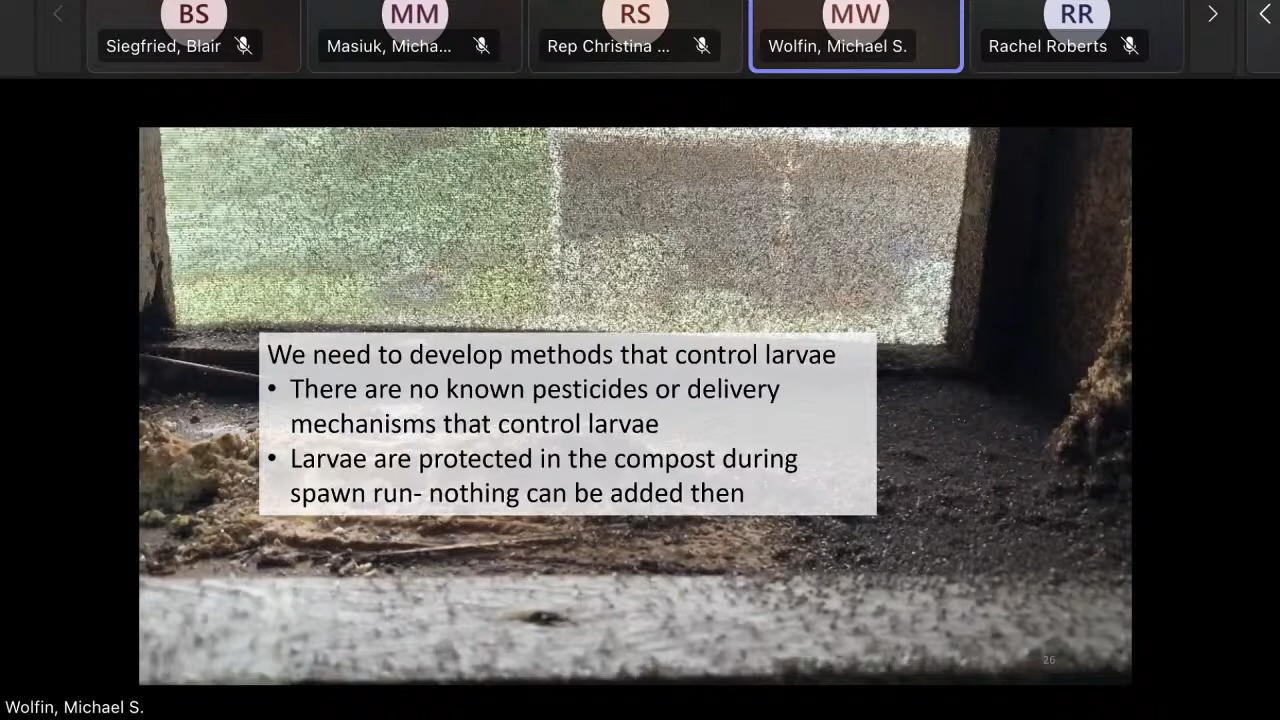 BS
MM
RS
MW
RR
Siegfried, Blair
Masiuk, Micha...
Rep Christina ...
Wolfin, Michael S.
Rachel Roberts
We need to develop methods that control larvae
• There are no known pesticides or delivery
mechanisms that control larvae
• Larvae are protected in the compost during
spawn run- nothing can be added then
26
Wolfin, Michael S.